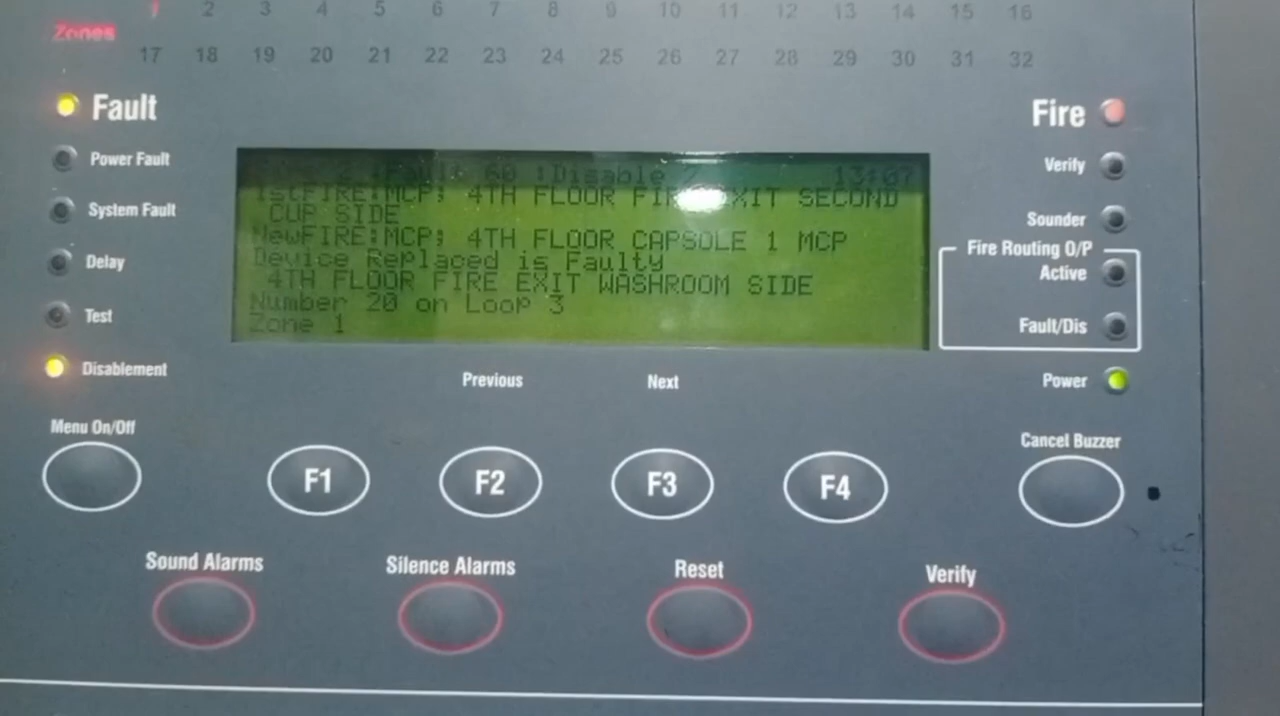 1 2 3 4 5 6 7 8 9 10 11 12 13 14 15 16
Zones
17 18 19 20 21 22 23 24 25 26 27 28 29 30 31 32
Fault
Power Fault
System Fault
Delay
Test
Disablement
60 :Disable 13:07
1stFIRE:MCP; 4TH FLOOR FIRE EXIT SECOND
CUP SIDE
NewFIRE:MCP; 4TH FLOOR CAPSOLE 1 MCP
Device Replaced is Faulty
4TH FLOOR FIRE EXIT WASHROOM SIDE
Number 20 on Loop 3
Zone 1
Fire
Verify
Sounder
Fire Routing O/P
Active
Fault/Dis
Power
Previous Next
Menu On/Off
Cancel Buzzer
F1 F2 F3 F4
Sound Alarms Silence Alarms Reset Verify